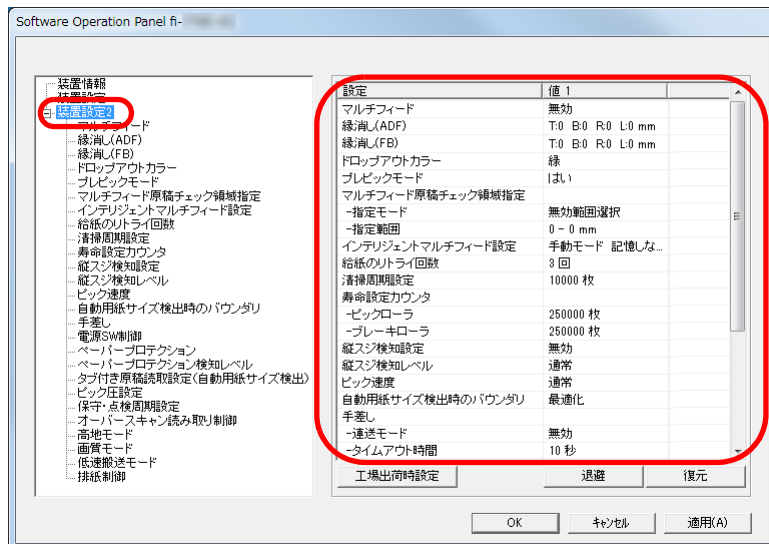 Software Operation Panel fi-
装置情報
装置設定
装置設定2
マルチフィード
縁消し(ADF)
縁消し(FB)
ドロップアウトカラー
プレピックモード
マルチフィード原稿チェック領域指定
インテリジェントマルチフィード設定
給紙のリトライ回数
清掃周期設定
寿命設定カウンタ
縦スジ検知設定
縦スジ検知レベル
ピック速度
自動用紙サイズ検出時のバウンダリ
手差し
電源SW制御
ペーパープロテクション
ペーパープロテクション検知レベル
タブ付き原稿読取設定(自動用紙サイズ検出)
ピック圧設定
保守・点検周期設定
オーバースキャン読み取り制御
高地モード
画質モード
低速搬送モード
排紙制御
設定 値 1
マルチフィード 無効
縁消し(ADF) T:0 B:0 R:0 L:0 mm
縁消し(FB) T:0 B:0 R:0 L:0 mm
ドロップアウトカラー 緑
プレピックモード はい
マルチフィード原稿チェック領域指定
-指定モード 無効範囲選択
-指定範囲 0 - 0 mm
インテリジェントマルチフィード設定 手動モード 記憶しな...
給紙のリトライ回数 3 回
清掃周期設定 10000 枚
寿命設定カウンタ
-ピックローラ 250000 枚
-ブレーキローラ 250000 枚
縦スジ検知設定 無効
縦スジ検知レベル 通常
ピック速度 通常
自動用紙サイズ検出時のバウンダリ 最適化
手差し
-連送モード 無効
-タイムアウト時間 10 秒
工場出荷時設定 退避 復元
OK キャンセル 適用(A)